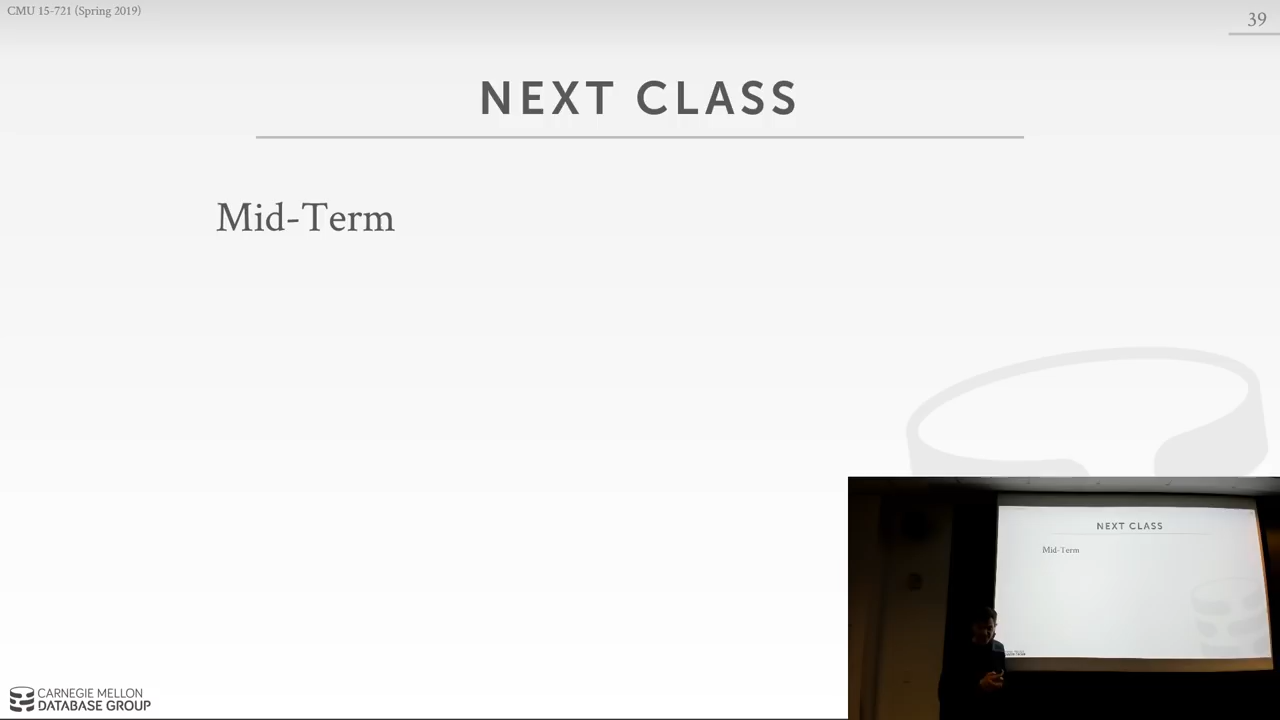 CMU 15-721 (Spring 2019)
39
NEXT CLASS
Mid-Term
NEXT CLASS
Mid-Term
CARNEGIE MELLON
DATABASE GROUP